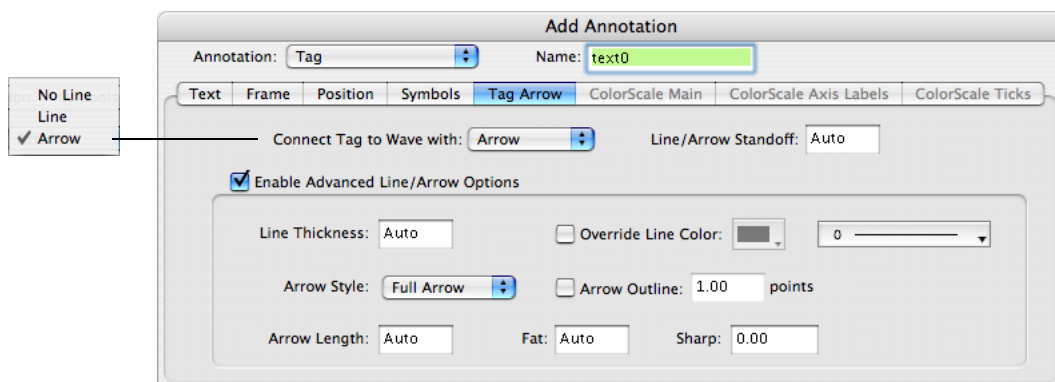 Add Annotation
Annotation: Tag Name: text0
No Line
Line
✓ Arrow
Text Frame Position Symbols Tag Arrow ColorScale Main ColorScale Axis Labels ColorScale Ticks
Connect Tag to Wave with: Arrow Line/Arrow Standoff: Auto
Enable Advanced Line/Arrow Options
Line Thickness: Auto Override Line Color: 0
Arrow Style: Full Arrow Arrow Outline: 1.00 points
Arrow Length: Auto Fat: Auto Sharp: 0.00